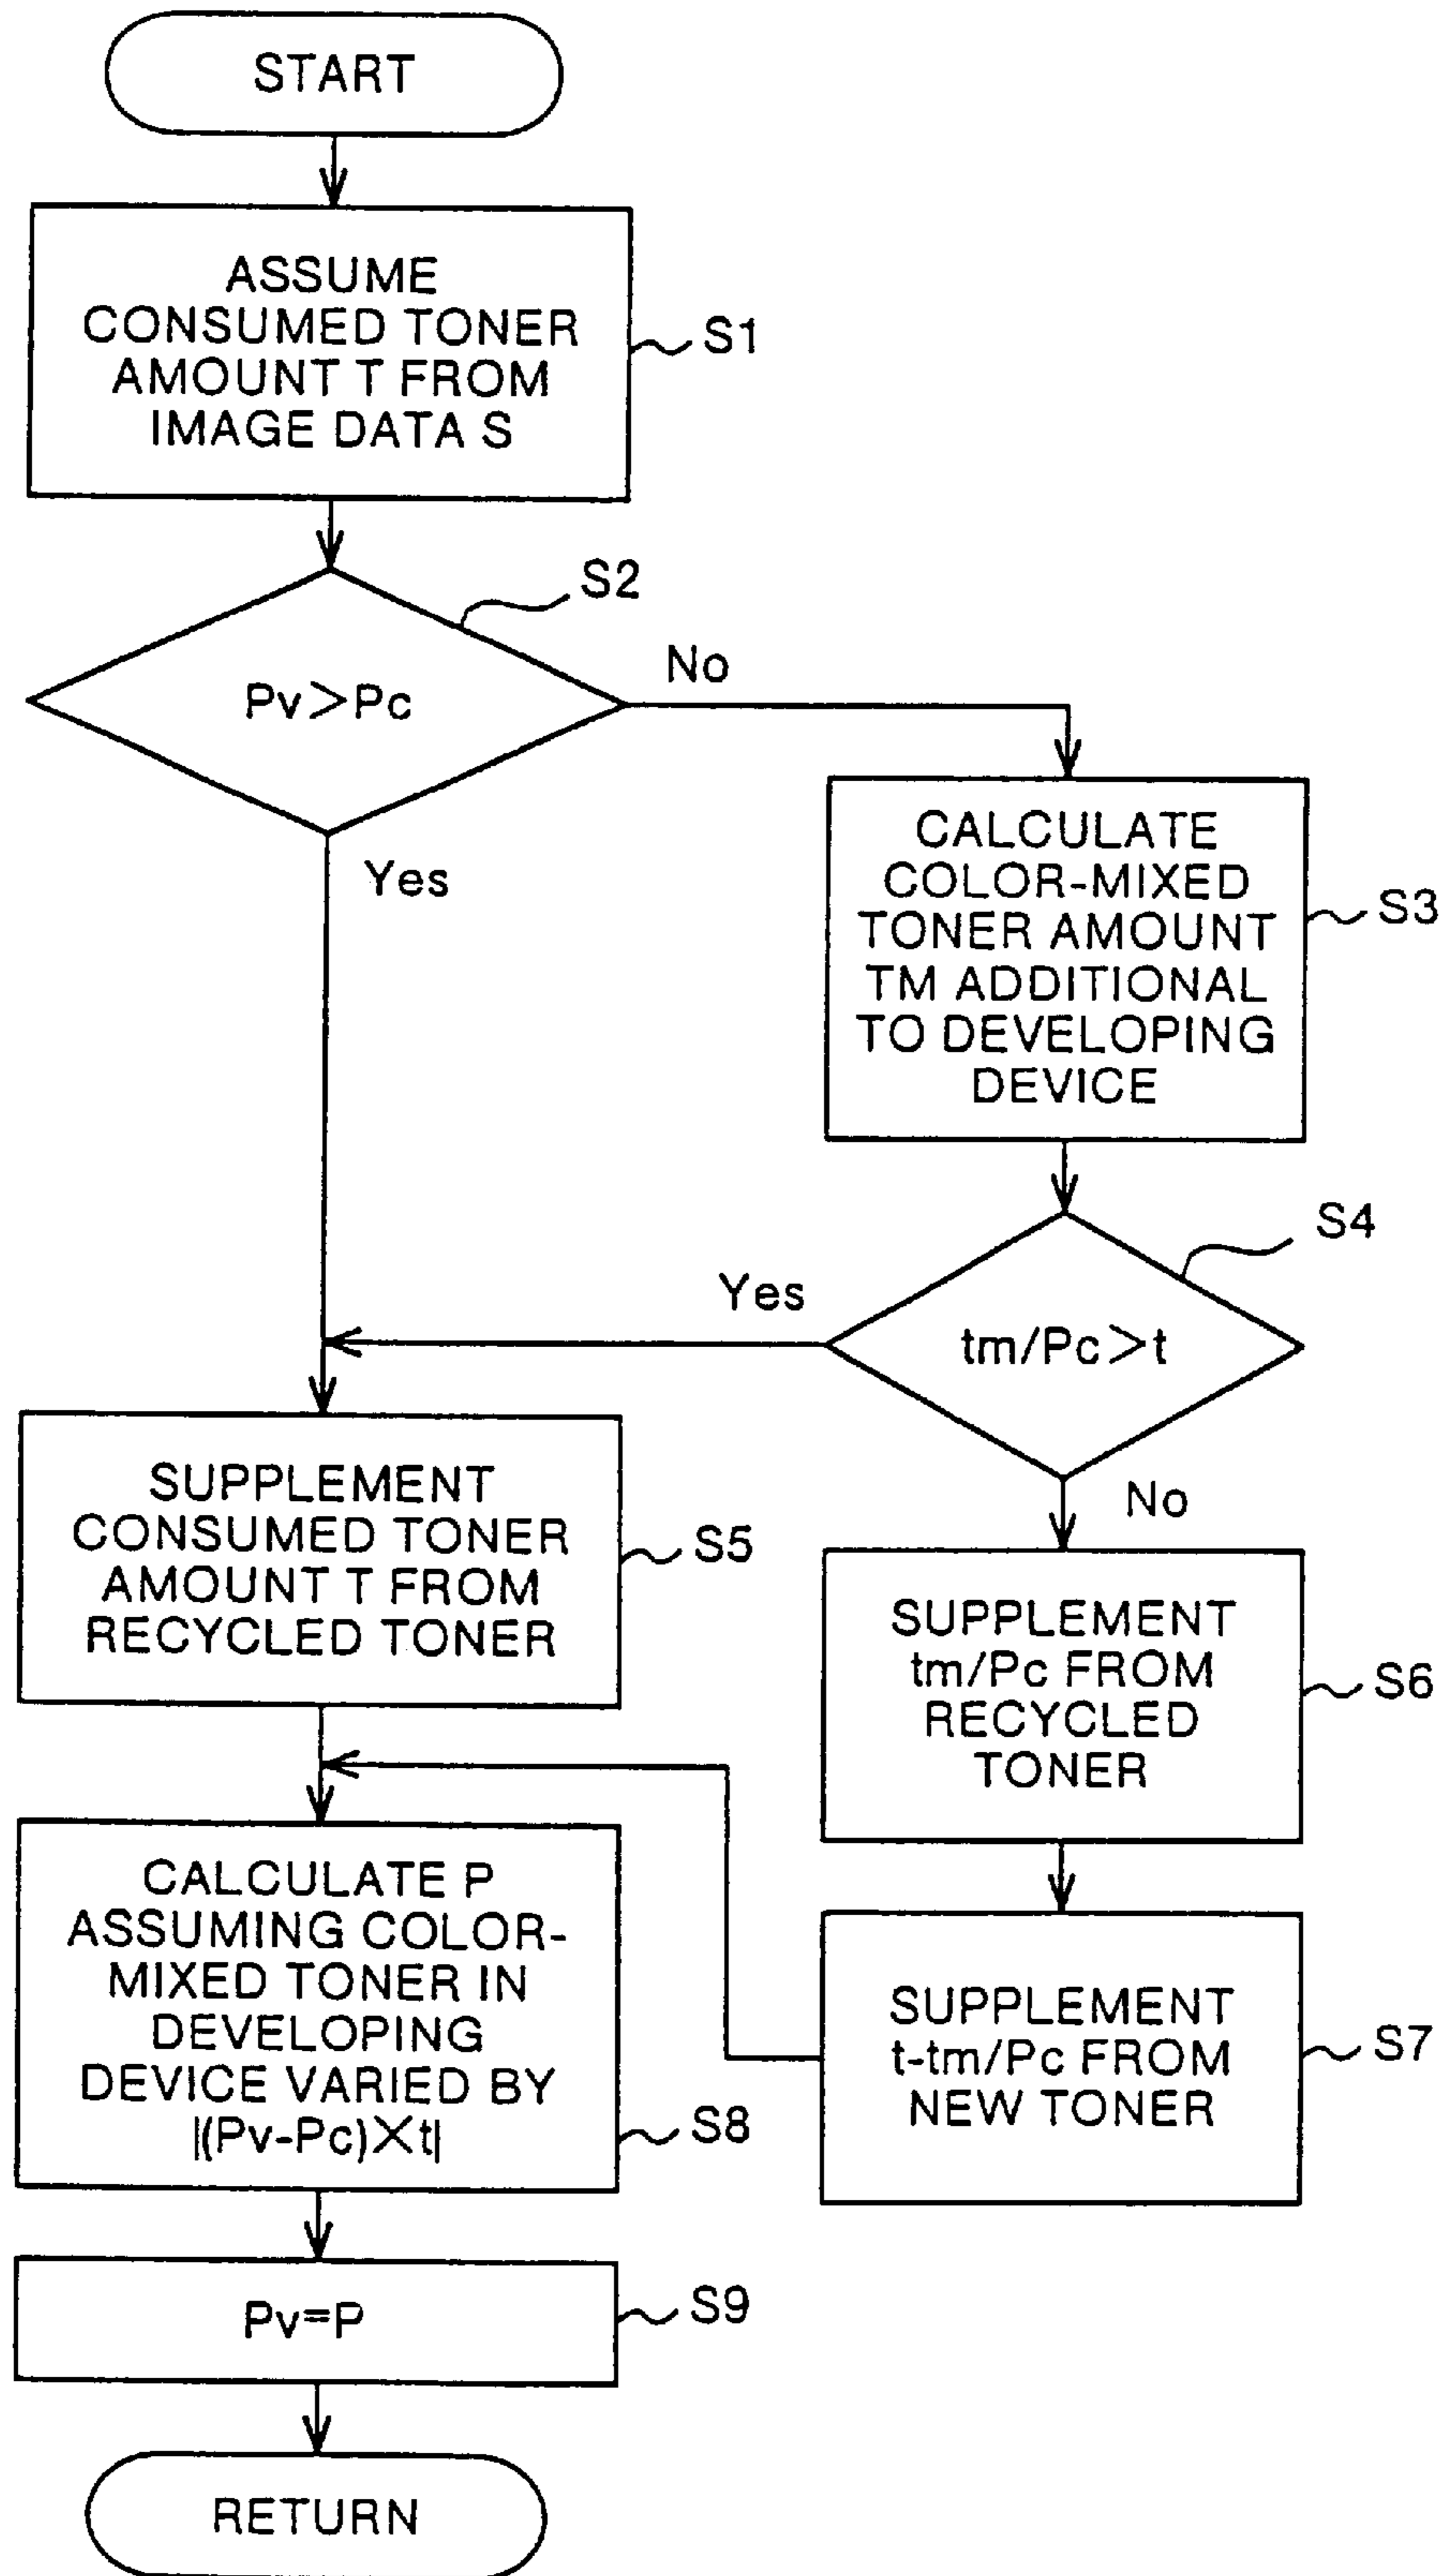 START
ASSUME
CONSUMED TONER
AMOUNT T FROM
IMAGE DATA S
S1
S2
Pv>Pc
No
Yes
CALCULATE
COLOR-MIXED
TONER AMOUNT
TM ADDITIONAL
TO DEVELOPING
DEVICE
S3
S4
tm/Pc>t
Yes
No
SUPPLEMENT
CONSUMED TONER
AMOUNT T FROM
RECYCLED TONER
S5
SUPPLEMENT
tm/Pc FROM
RECYCLED
TONER
S6
SUPPLEMENT
t-tm/Pc FROM
NEW TONER
S7
CALCULATE P
ASSUMING COLOR-
MIXED TONER IN
DEVELOPING
DEVICE VARIED BY
|(Pv-Pc)×t|
S8
Pv=P
S9
RETURN